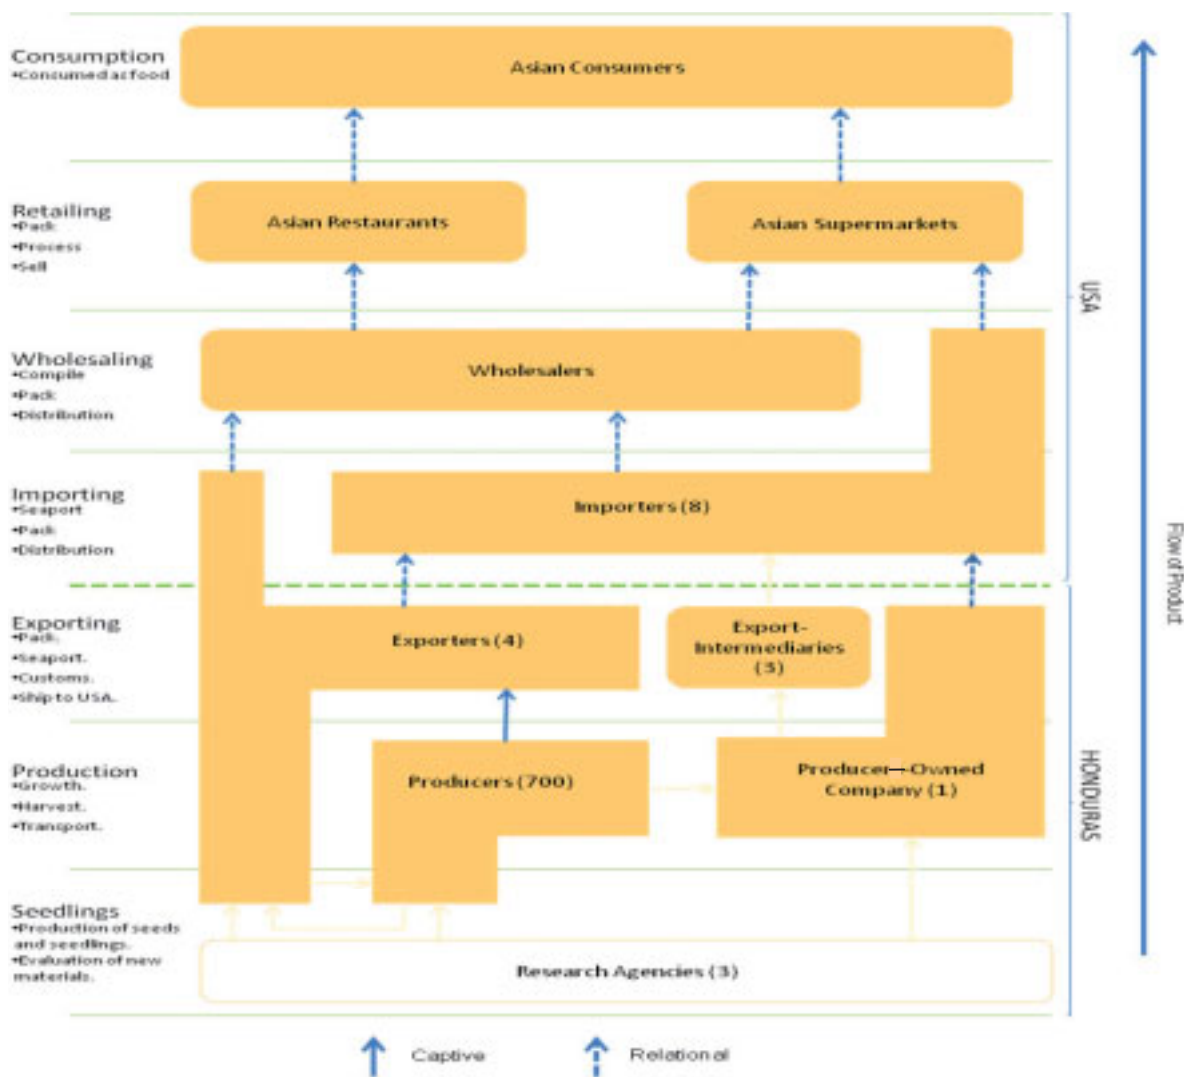 Consumption
•Consumed as food
Asian Consumers
Retailing
•Pack
•Process
•Sell
Asian Restaurants
Asian Supermarkets
USA
Wholesaling
•Compile
•Pack
•Distribution
Wholesalers
Importing
•Seaport
•Pack
•Distribution
Importers (8)
Flow of Product
Exporting
•Pack.
•Seaport.
•Customs.
•Ship to USA.
Exporters (4)
Export-
Intermediaries
(3)
Production
•Growth.
•Harvest.
•Transport.
Producers (700)
Producer–Owned
Company (1)
HONDURAS
Seedlings
•Production of seeds
and seedlings.
•Evaluation of new
materials.
Research Agencies (3)
Captive
Relational